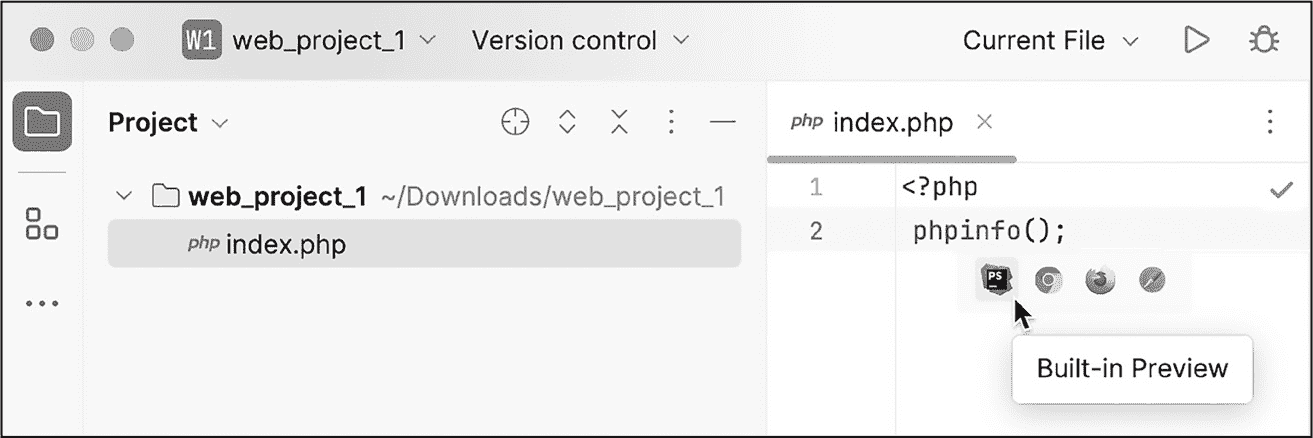 W1 web_project_1 Version control Current File
Project
php index.php
web_project_1 ~/Downloads/web_project_1
php index.php
1 <?php
2 phpinfo();
PS
Built-in Preview